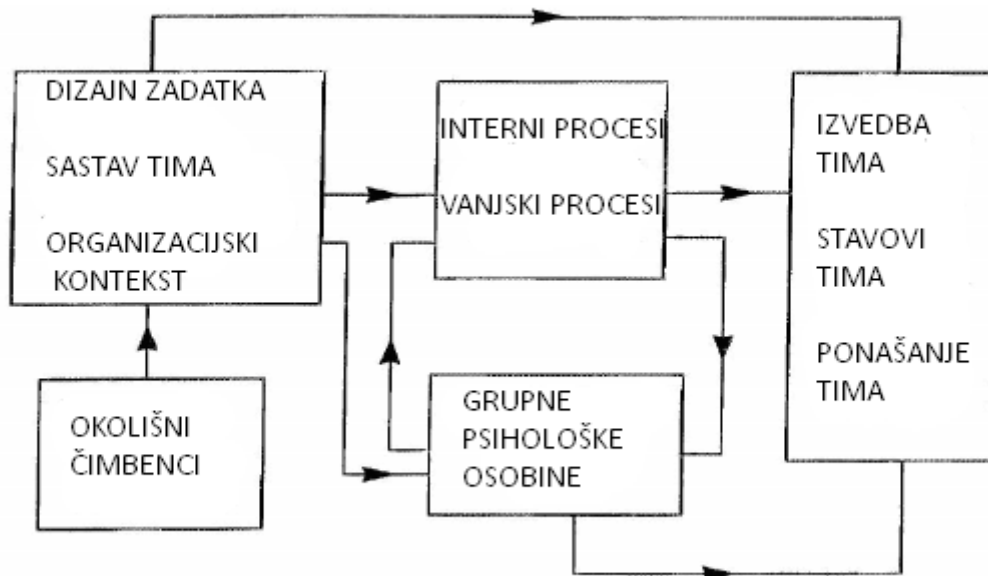 DIZAJN ZADATKA
SASTAV TIMA
ORGANIZACIJSKI
KONTEKST
OKOLIŠNI
ČIMBENCI
INTERNI PROCESI
VANJSKI PROCESI
GRUPNE
PSIHOLOŠKE
OSOBINE
IZVEDBA
TIMA
STAVOVI
TIMA
PONAŠANJE
TIMA